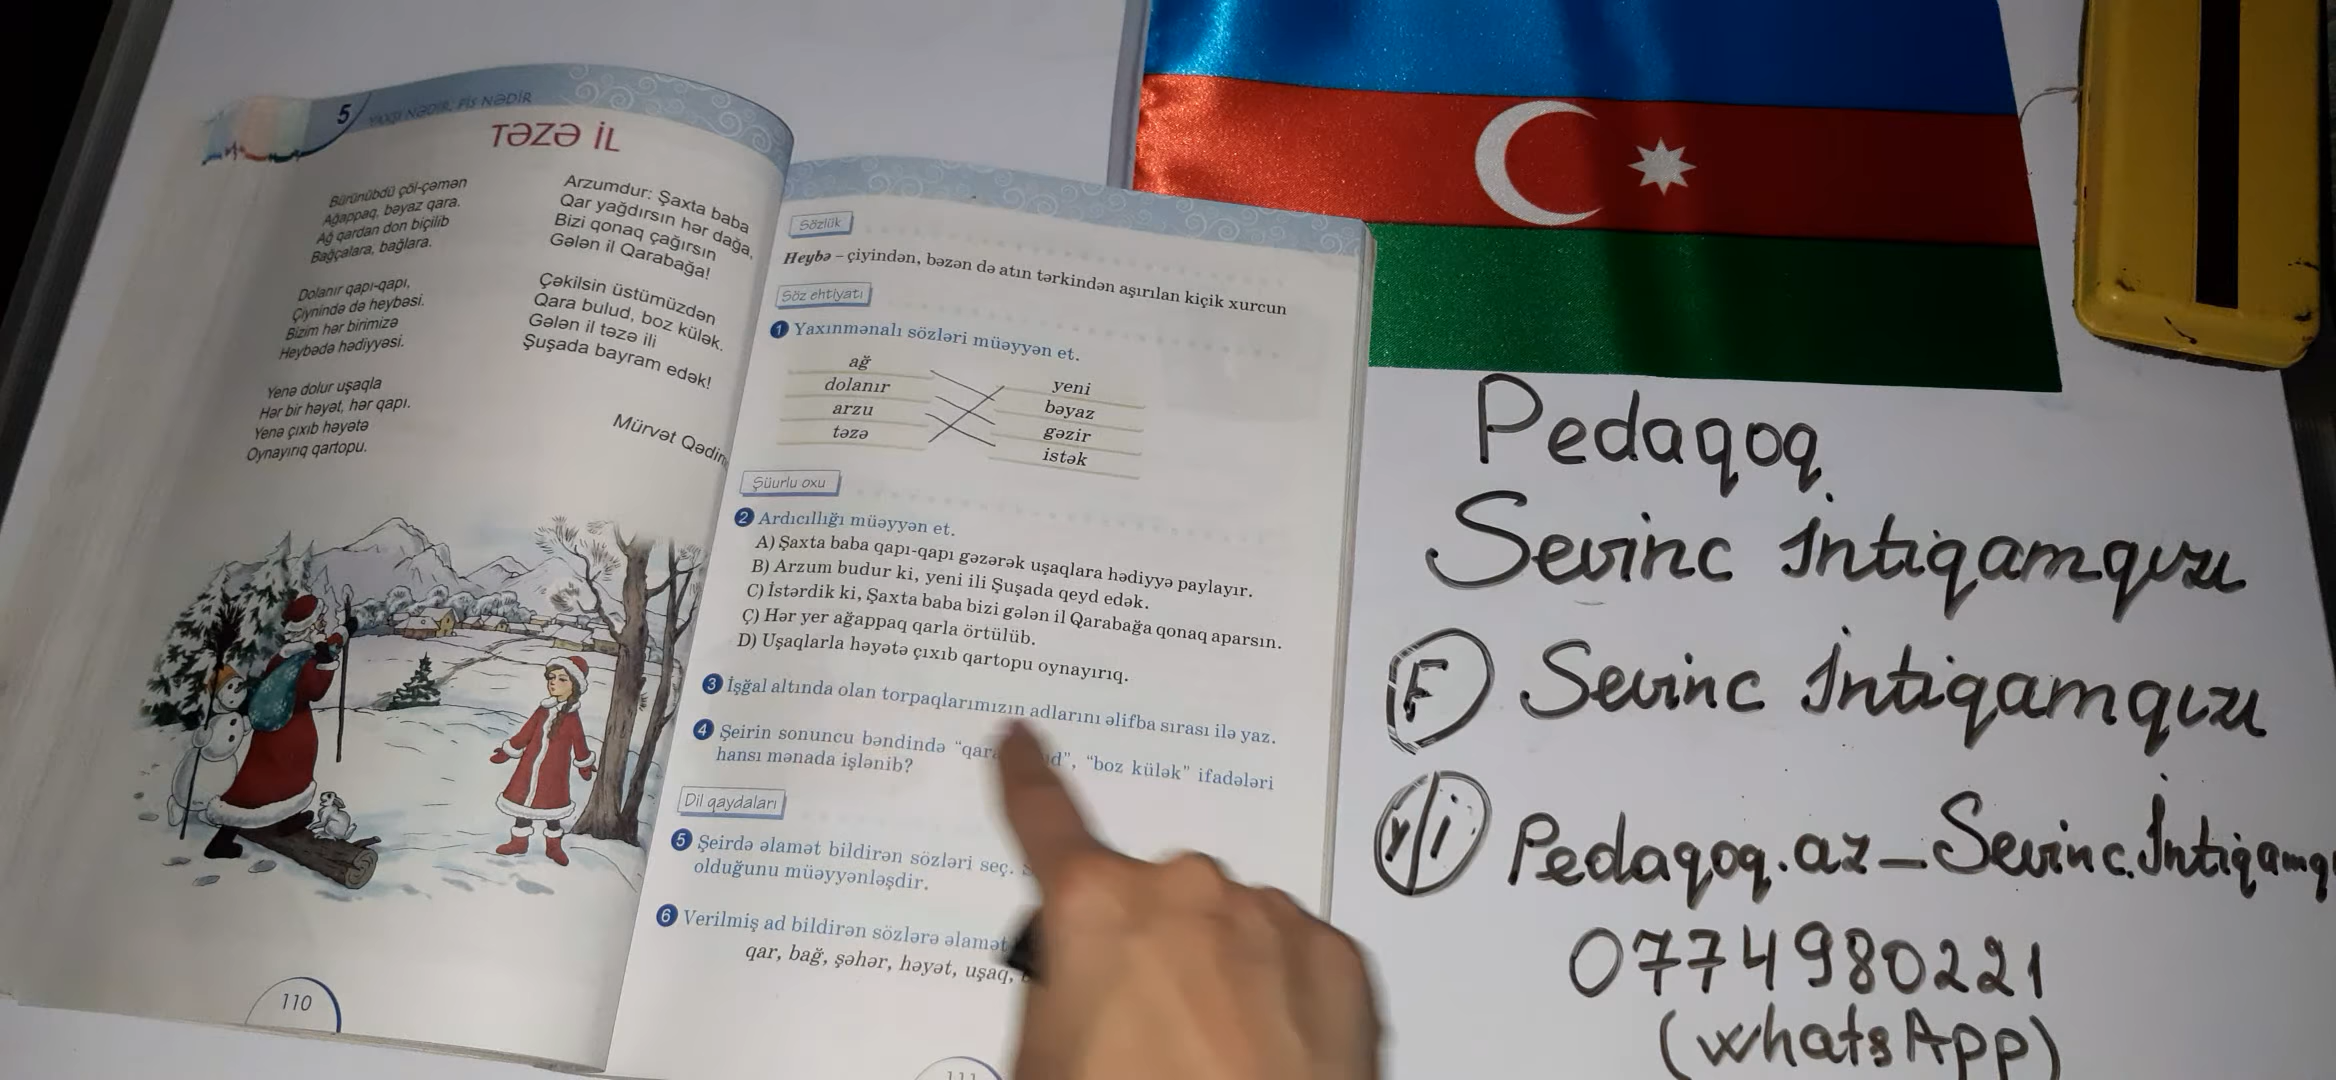 5 YAXŞI NƏDİR, PİS NƏDİR
TƏZƏ İL
Bürünübdü çöl-çəmən
Ağappaq, bəyaz qara.
Ağ qardan don biçilib
Bağçalara, bağlara.
Dolanır qapı-qapı,
Çiynində də heybəsi.
Bizim hər birimizə
Heybədə hədiyyəsi.
Yenə dolur uşaqla
Hər bir həyət, hər qapı.
Yenə çıxıb həyətə
Oynayırıq qartopu.
Arzumdur: Şaxta baba
Qar yağdırsın hər dağa,
Bizi qonaq çağırsın
Gələn il Qarabağa!
Çəkilsin üstümüzdən
Qara bulud, boz külək.
Gələn il təzə ili
Şuşada bayram edək!
Mürvət Qədim
110
Sözlük
Heybə – çiyindən, bəzən də atın tərkindən aşırılan kiçik xurcun
Söz ehtiyatı
1 Yaxınmənalı sözləri müəyyən et.
ağ yeni
dolanır bəyaz
arzu gəzir
təzə istək
Şüurlu oxu
2 Ardıcıllığı müəyyən et.
A) Şaxta baba qapı-qapı gəzərək uşaqlara hədiyyə paylayır.
B) Arzum budur ki, yeni ili Şuşada qeyd edək.
C) İstərdik ki, Şaxta baba bizi gələn il Qarabağa qonaq aparsın.
Ç) Hər yer ağappaq qarla örtülüb.
D) Uşaqlarla həyətə çıxıb qartopu oynayırıq.
3 İşğal altında olan torpaqlarımızın adlarını əlifba sırası ilə yaz.
4 Şeirin sonuncu bəndində "qara ud", "boz külək" ifadələri
hansı mənada işlənib?
Dil qaydaları
5 Şeirdə əlamət bildirən sözləri seç.
olduğunu müəyyənləşdir.
6 Verilmiş ad bildirən sözlərə əlamət
qar, bağ, şəhər, həyət, uşaq,
111
Pedaqoq
Sevinc İntiqamqızı
F Sevinc İntiqamqızı
Y/i Pedaqoq.az_Sevinc.İntiqamq
0774980221
(whatsApp)